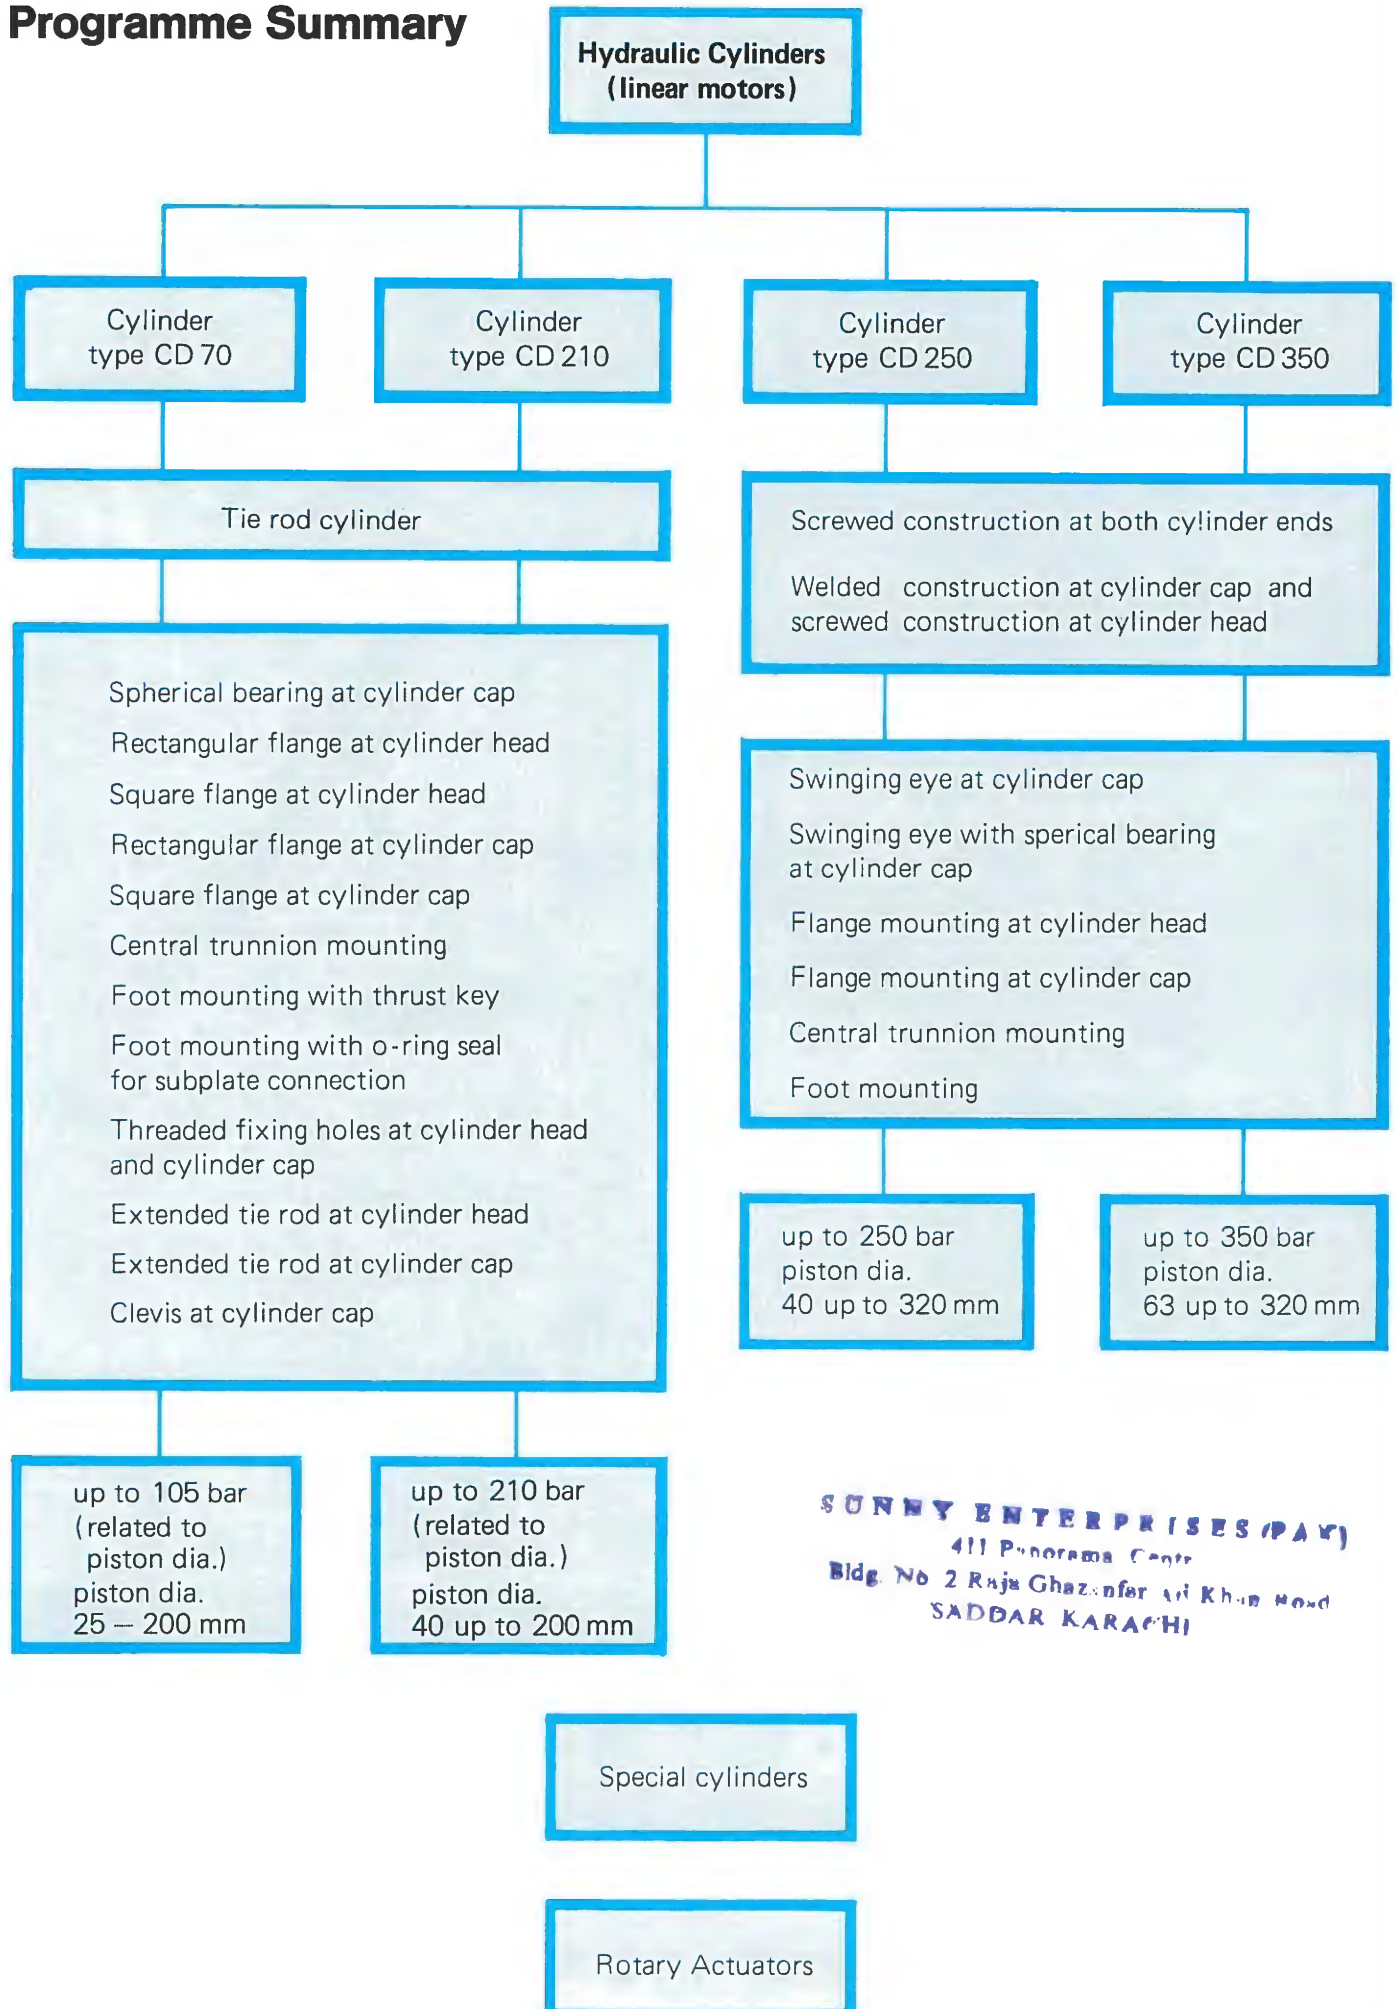 Programme Summary
Hydraulic Cylinders
(linear motors)
Cylinder
type CD 70
Cylinder
type CD 210
Cylinder
type CD 250
Cylinder
type CD 350
Tie rod cylinder
Screwed construction at both cylinder ends
Welded construction at cylinder cap and
screwed construction at cylinder head
Spherical bearing at cylinder cap
Rectangular flange at cylinder head
Square flange at cylinder head
Rectangular flange at cylinder cap
Square flange at cylinder cap
Central trunnion mounting
Foot mounting with thrust key
Foot mounting with o-ring seal
for subplate connection
Threaded fixing holes at cylinder head
and cylinder cap
Extended tie rod at cylinder head
Extended tie rod at cylinder cap
Clevis at cylinder cap
Swinging eye at cylinder cap
Swinging eye with sperical bearing
at cylinder cap
Flange mounting at cylinder head
Flange mounting at cylinder cap
Central trunnion mounting
Foot mounting
up to 250 bar
piston dia.
40 up to 320 mm
up to 350 bar
piston dia.
63 up to 320 mm
up to 105 bar
(related to
piston dia.)
piston dia.
25 – 200 mm
up to 210 bar
(related to
piston dia.)
piston dia.
40 up to 200 mm
SUNNY ENTERPRISES (PAK)
411 Panorama
Bldg. No 2 Raja Khan Road
SADDAR KARACHI
Special cylinders
Rotary Actuators